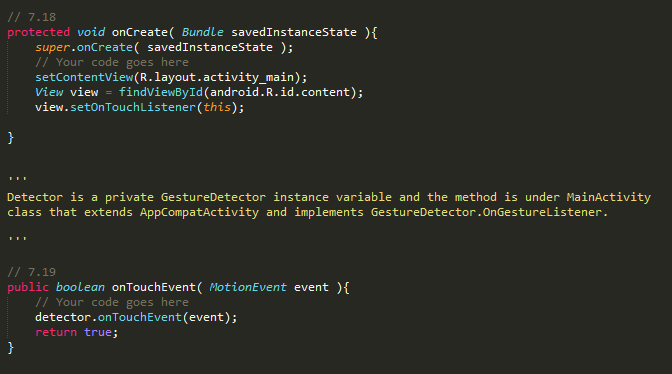 // 7.18
protected void onCreate( Bundle savedInstanceState ){
super.onCreate( savedInstanceState );
// Your code goes here
setContentView(R.layout.activity_main);
View view = findViewById(android.R.id.content);
view.setOnTouchListener(this);
}
'''
Detector is a private GestureDetector instance variable and the method is under MainActivity
class that extends AppCompatActivity and implements GestureDetector.OnGestureListener.
'''
// 7.19
public boolean onTouchEvent( MotionEvent event ){
// Your code goes here
detector.onTouchEvent(event);
return true;
}